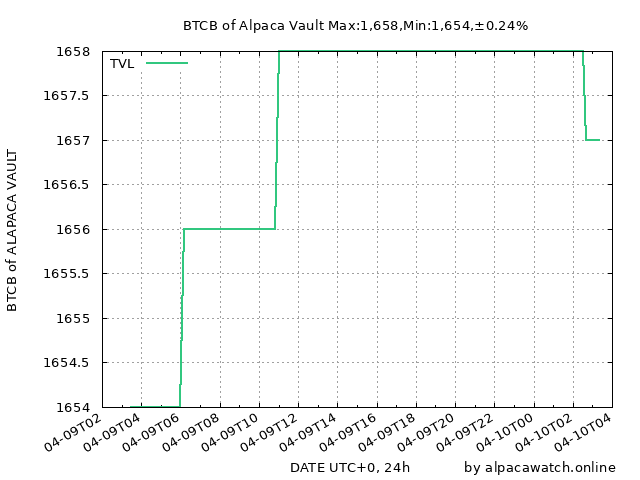 BTCB of Alpaca Vault Max:1,658,Min:1,654,±0.24%
TVL
1658
1657.5
1657
1656.5
1656
1655.5
1655
1654.5
1654
BTCB of ALAPACA VAULT
04-09T02
04-09T04
04-09T06
04-09T08
04-09T10
04-09T12
04-09T14
04-09T16
04-09T18
04-09T20
04-09T22
04-10T00
04-10T02
04-10T04
DATE UTC+0, 24h
by alpacawatch.online